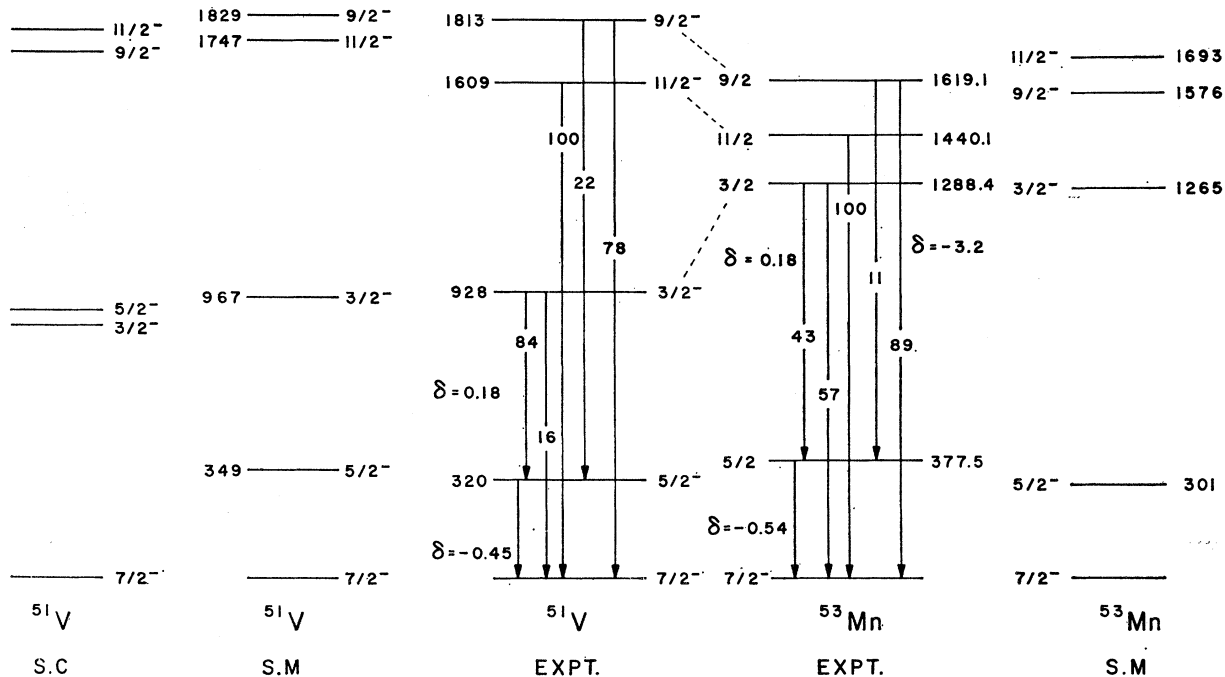 1829 9/2⁻ 1813 9/2⁻
11/2⁻ 1747 11/2⁻
9/2⁻ 11/2⁻ 1693
1609 11/2⁻ 9/2 1619.1
9/2⁻ 1576
100 11/2 1440.1
22 3/2 1288.4 3/2⁻ 1265
100
78 δ = 0.18 δ = -3.2
11
5/2⁻ 967 3/2⁻ 928 3/2⁻
3/2⁻
84 43 89
δ = 0.18 57
16
349 5/2⁻ 320 5/2⁻ 5/2 377.5
5/2⁻ 301
δ = -0.45 δ = -0.54
7/2⁻ 7/2⁻ 7/2⁻ 7/2⁻ 7/2⁻
⁵¹V ⁵¹V ⁵¹V ⁵³Mn ⁵³Mn
S.C S.M EXPT. EXPT. S.M